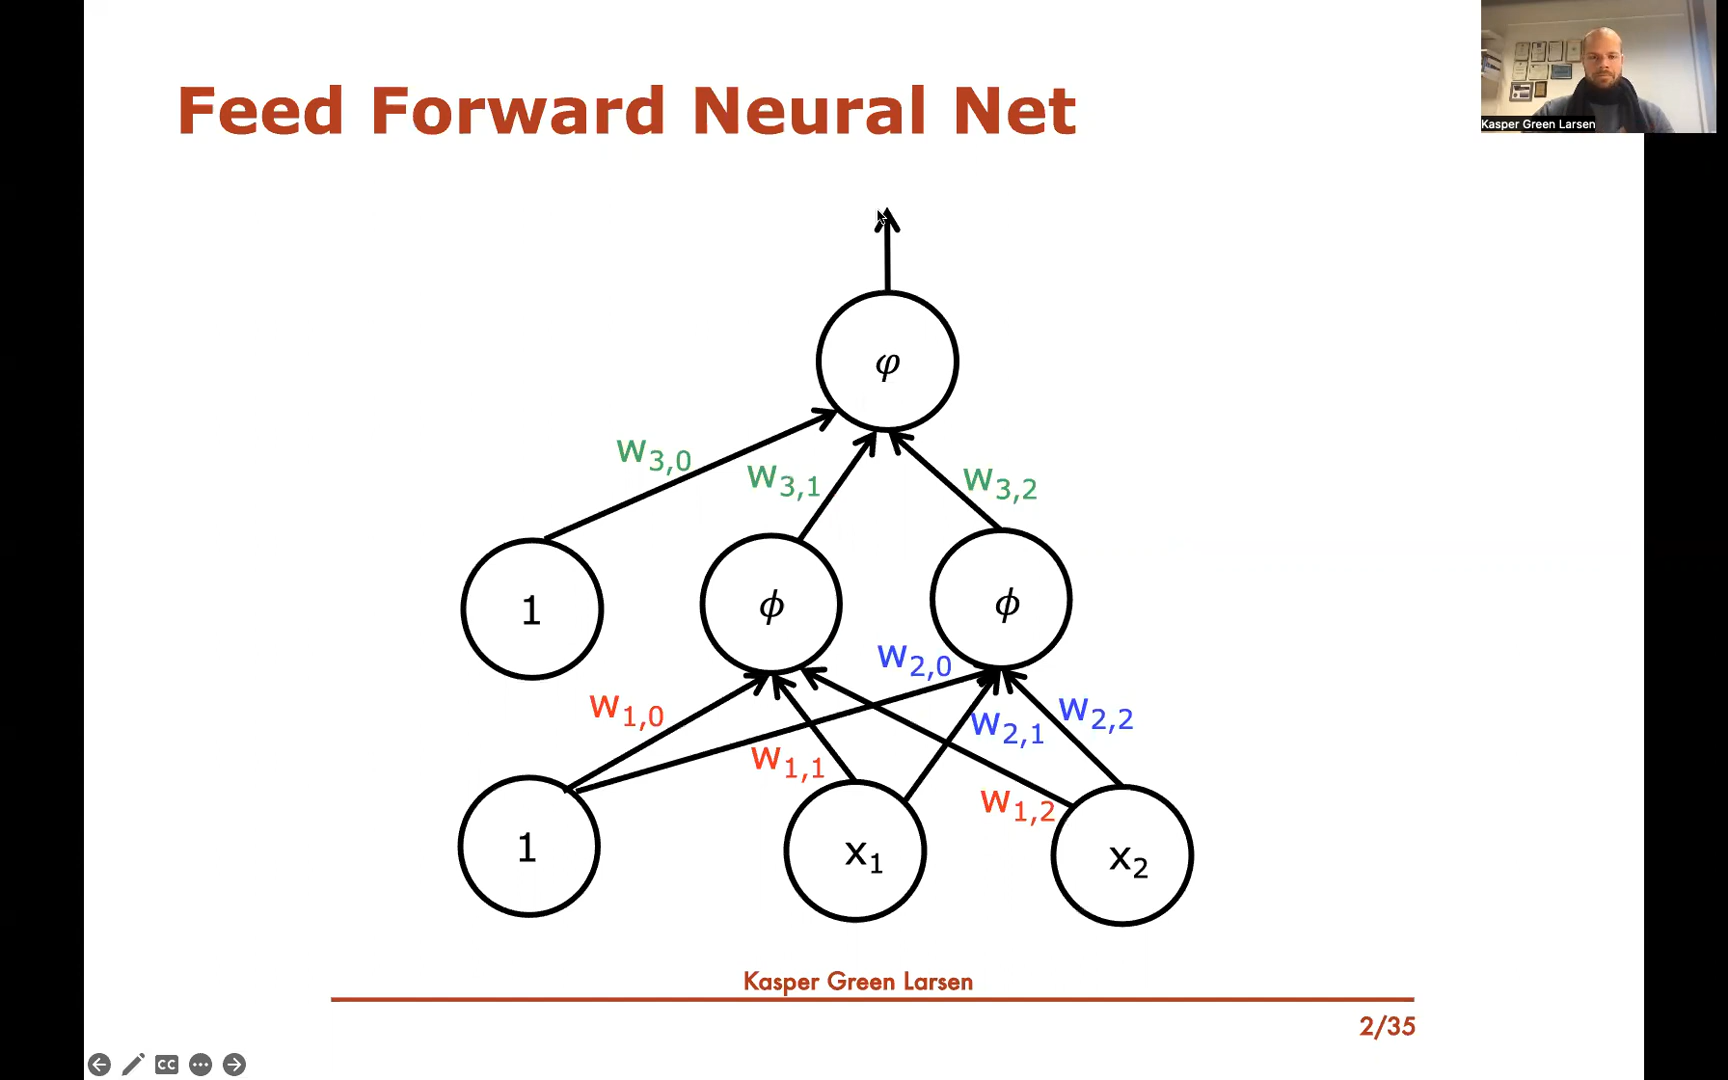 Feed Forward Neural Net
Kasper Green Larsen
φ
w3,0
w3,1
w3,2
1
ϕ
ϕ
w2,0
w1,0
w2,1
w2,2
w1,1
w1,2
1
x1
x2
Kasper Green Larsen
2/35
CC